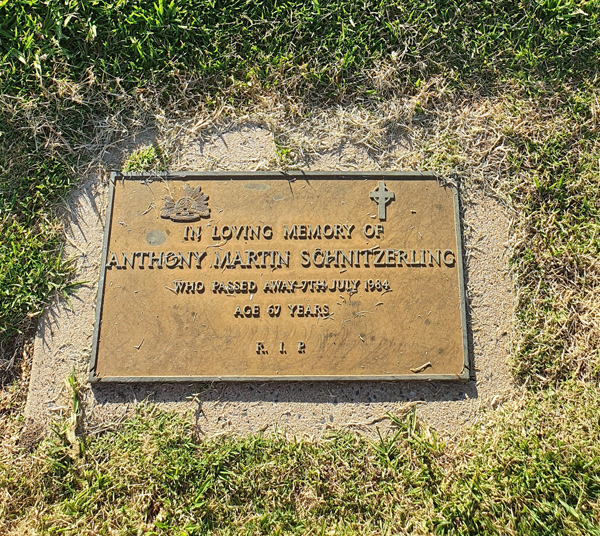 IN LOVING MEMORY OF
ANTHONY MARTIN SCHNITZERLING
WHO PASSED AWAY 7TH JULY 1984
AGE 67 YEARS
R. I. P.